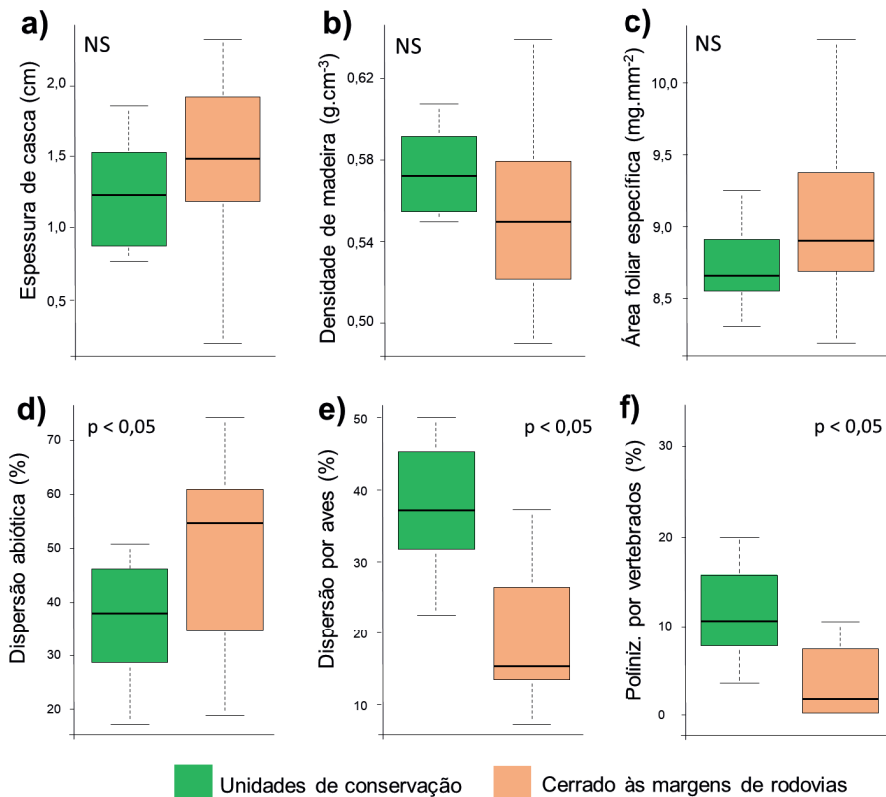 a)
NS
Espessura de casca (cm)
2,0
1,5
1,0
0,5
b)
NS
Densidade de madeira (g.cm-3)
0,62
0,58
0,54
0,50
c)
NS
Área foliar específica (mg.mm-2)
10,0
9,5
9,0
8,5
d)
p < 0,05
Dispersão abiótica (%)
70
60
50
40
30
20
e)
p < 0,05
Dispersão por aves (%)
50
40
30
20
10
f)
p < 0,05
Poliniz. por vertebrados (%)
30
20
10
0
Unidades de conservação
Cerrado às margens de rodovias